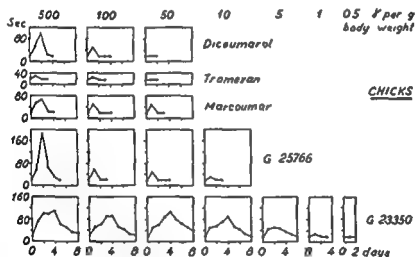 Sec 500 100 50 10 5 1 0.5 γ per g
body weight
80
0
Dicoumarol
40
0
Tromexan
CHICKS
80
0
Marcoumar
160
80
0
G 25766
160
80
0
G 23350
0 4 8 4 8 4 8 4 8 4 8 0 4 0 2 days